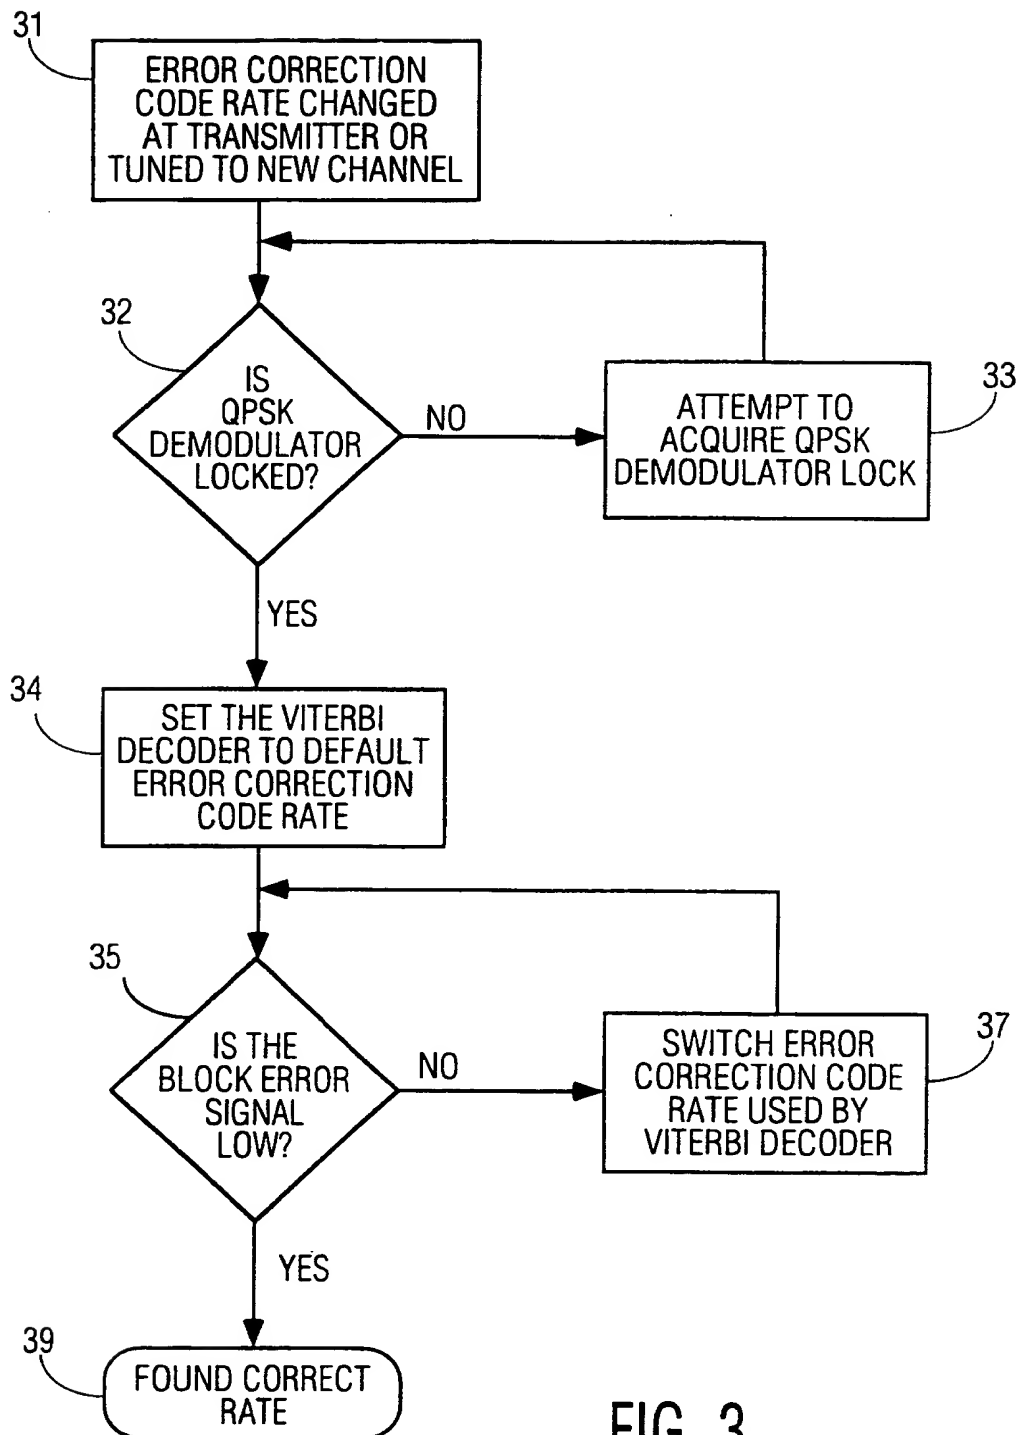 31
ERROR CORRECTION
CODE RATE CHANGED
AT TRANSMITTER OR
TUNED TO NEW CHANNEL
32
IS
QPSK
DEMODULATOR
LOCKED?
NO
33
ATTEMPT TO
ACQUIRE QPSK
DEMODULATOR LOCK
YES
34
SET THE VITERBI
DECODER TO DEFAULT
ERROR CORRECTION
CODE RATE
35
IS THE
BLOCK ERROR
SIGNAL
LOW?
NO
37
SWITCH ERROR
CORRECTION CODE
RATE USED BY
VITERBI DECODER
YES
39
FOUND CORRECT
RATE
FIG. 3